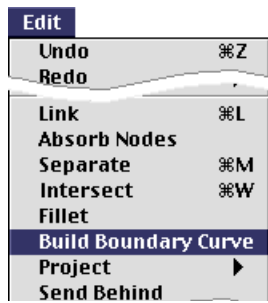 Edit
Undo ⌘Z
Redo
Link ⌘L
Absorb Nodes
Separate ⌘M
Intersect ⌘W
Fillet
Build Boundary Curve
Project ▶
Send Behind